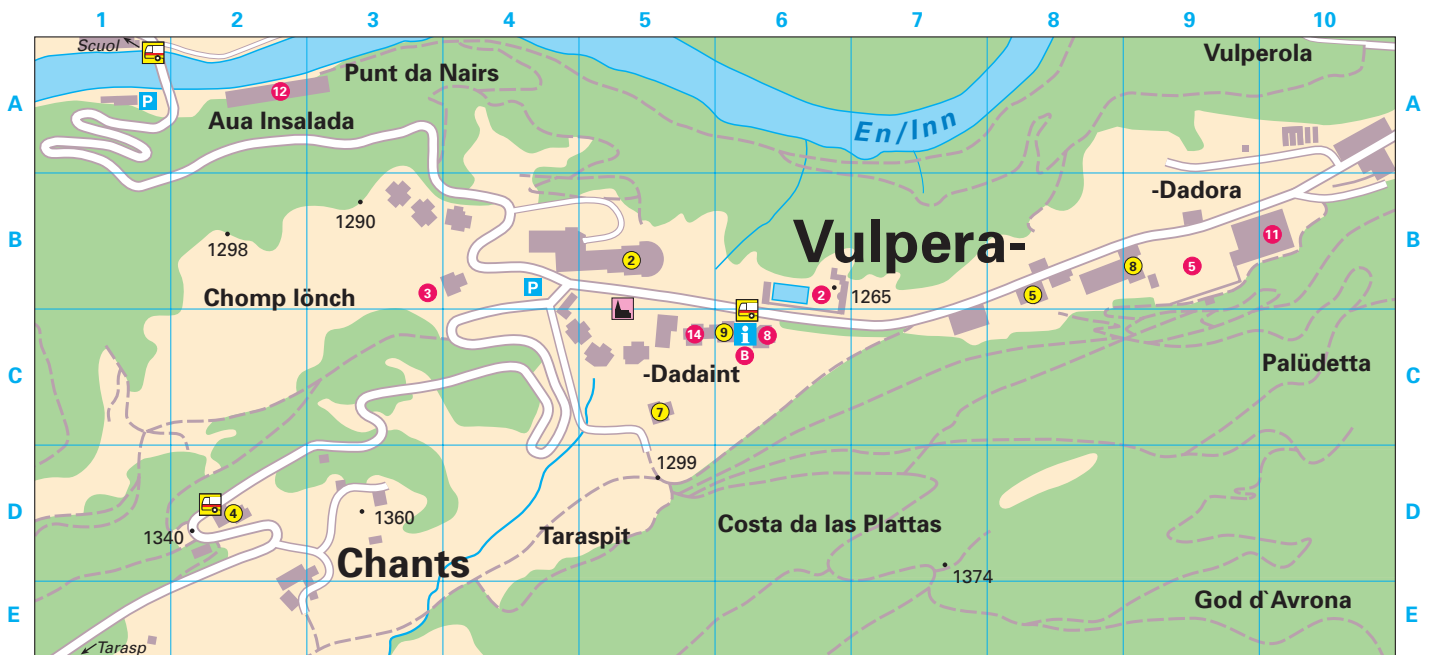 1 2 3 4 5 6 7 8 9 10
Scuol
Vulperola
Punt da Nairs
A P 12 A
Aua Insalada
En/Inn
-Dadora
1290
1298
B 2 Vulpera- 8 5 11 B
Chomp lönch
3 P 2 1265 5
14 9 i 8
B
-Dadaint
Palüdetta
C C
7
1299
D 4 1360 D
1340
Taraspit
Costa da las Plattas
Chants
1374
God d`Avrona
E E
Tarasp